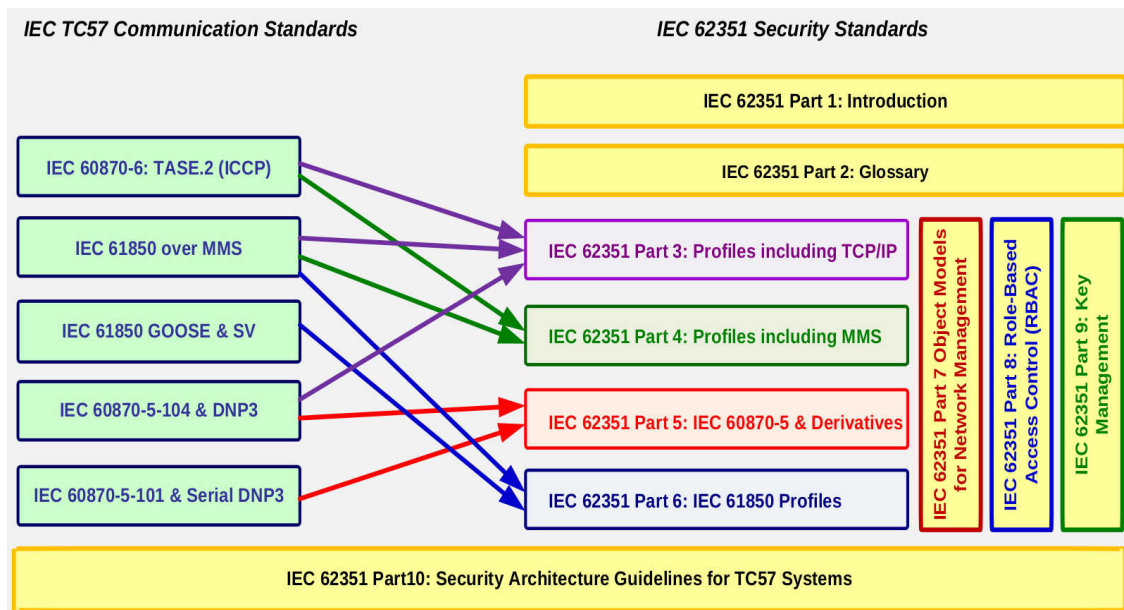 IEC TC57 Communication Standards
IEC 62351 Security Standards
IEC 62351 Part 1: Introduction
IEC 60870-6: TASE.2 (ICCP)
IEC 62351 Part 2: Glossary
IEC 61850 over MMS
IEC 62351 Part 3: Profiles including TCP/IP
IEC 61850 GOOSE & SV
IEC 62351 Part 4: Profiles including MMS
IEC 60870-5-104 & DNP3
IEC 62351 Part 5: IEC 60870-5 & Derivatives
IEC 60870-5-101 & Serial DNP3
IEC 62351 Part 6: IEC 61850 Profiles
IEC 62351 Part 7 Object Models
for Network Management
IEC 62351 Part 8: Role-Based
Access Control (RBAC)
IEC 62351 Part 9: Key
Management
IEC 62351 Part10: Security Architecture Guidelines for TC57 Systems